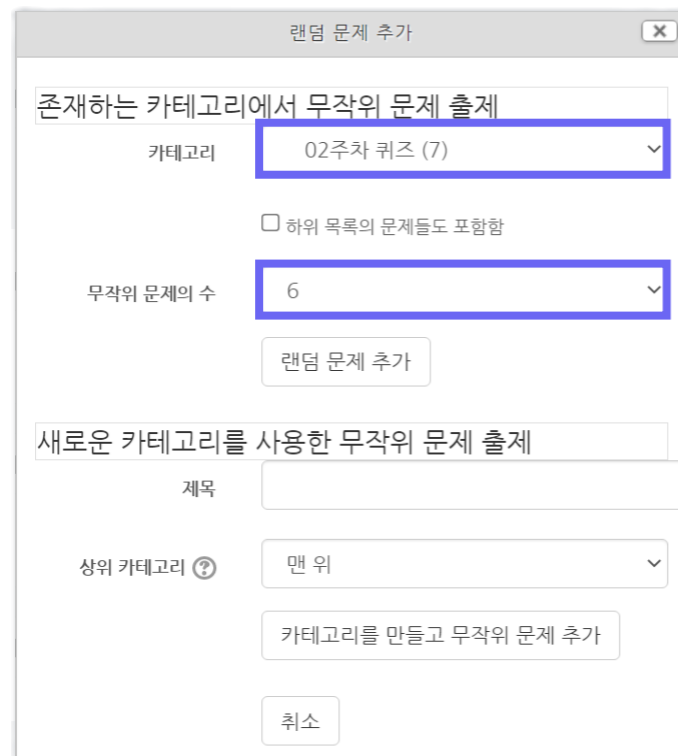 랜덤 문제 추가
존재하는 카테고리에서 무작위 문제 출제
카테고리 02주차 퀴즈 (7)
하위 목록의 문제들도 포함함
무작위 문제의 수 6
랜덤 문제 추가
새로운 카테고리를 사용한 무작위 문제 출제
제목
상위 카테고리 맨 위
카테고리를 만들고 무작위 문제 추가
취소